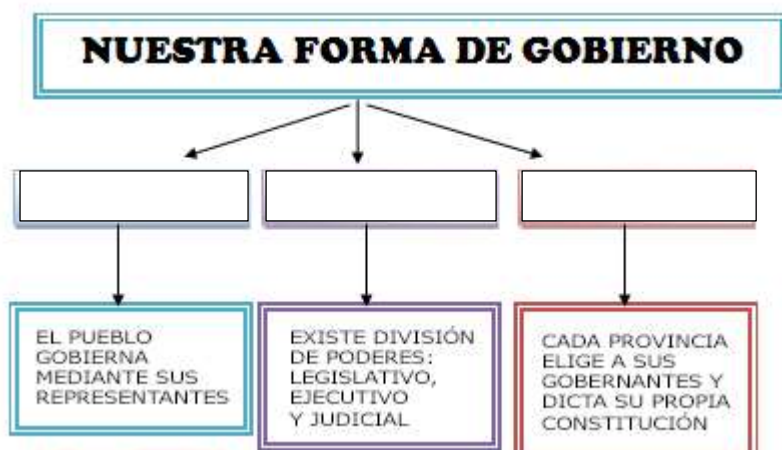 NUESTRA FORMA DE GOBIERNO
EL PUEBLO
GOBIERNA
MEDIANTE SUS
REPRESENTANTES
EXISTE DIVISIÓN
DE PODERES:
LEGISLATIVO,
EJECUTIVO
Y JUDICIAL
CADA PROVINCIA
ELIGE A SUS
GOBERNANTES Y
DICTA SU PROPIA
CONSTITUCIÓN